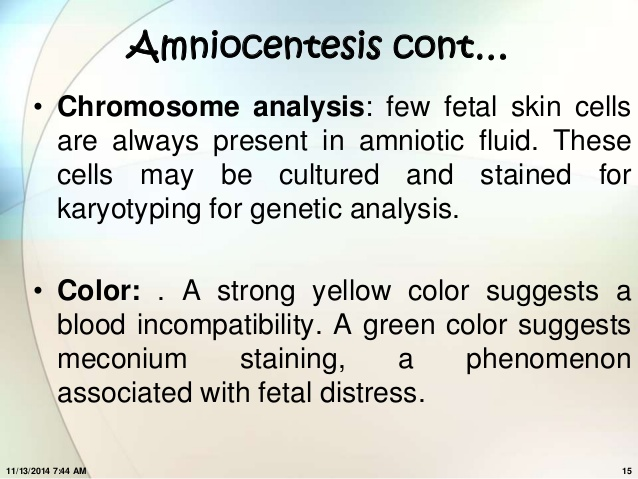 Amniocentesis cont…
• Chromosome analysis: few fetal skin cells
are always present in amniotic fluid. These
cells may be cultured and stained for
karyotyping for genetic analysis.
• Color: . A strong yellow color suggests a
blood incompatibility. A green color suggests
meconium staining, a phenomenon
associated with fetal distress.
11/13/2014 7:44 AM 15